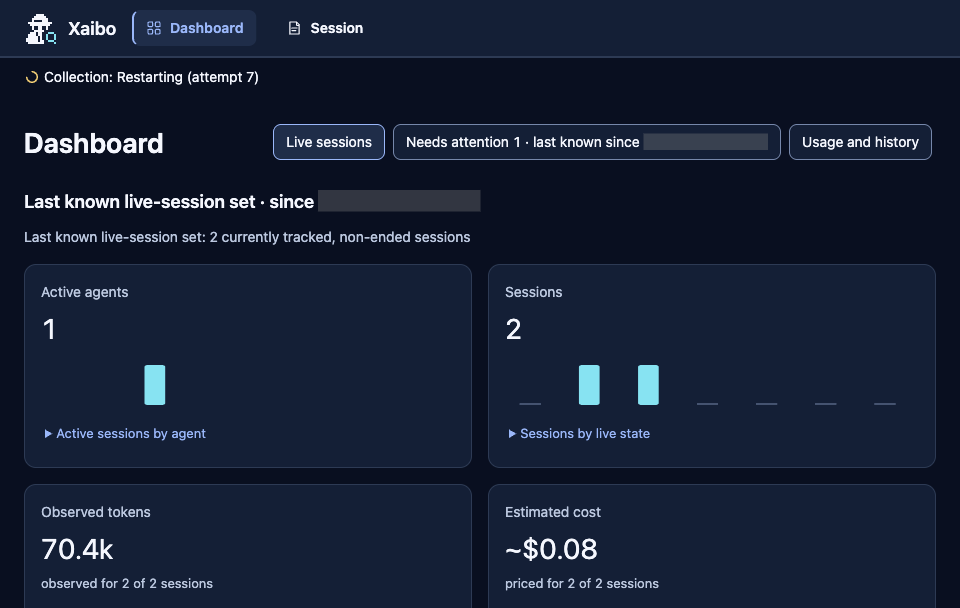 Xaibo Dashboard Session
Collection: Restarting (attempt 7)
Dashboard
Live sessions
Needs attention 1 · last known since
Usage and history
Last known live-session set · since
Last known live-session set: 2 currently tracked, non-ended sessions
Active agents
1
Active sessions by agent
Sessions
2
Sessions by live state
Observed tokens
70.4k
observed for 2 of 2 sessions
Estimated cost
~$0.08
priced for 2 of 2 sessions